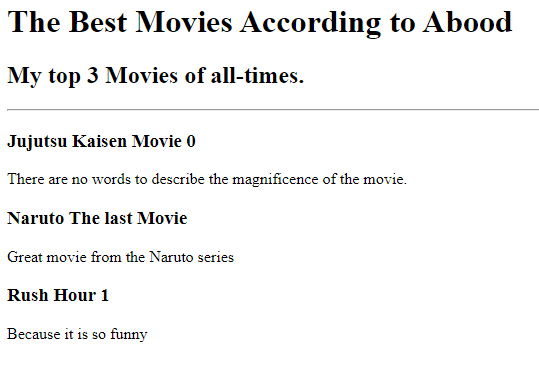 The Best Movies According to Abood
My top 3 Movies of all-times.
Jujutsu Kaisen Movie 0
There are no words to describe the magnificence of the movie.
Naruto The last Movie
Great movie from the Naruto series
Rush Hour 1
Because it is so funny